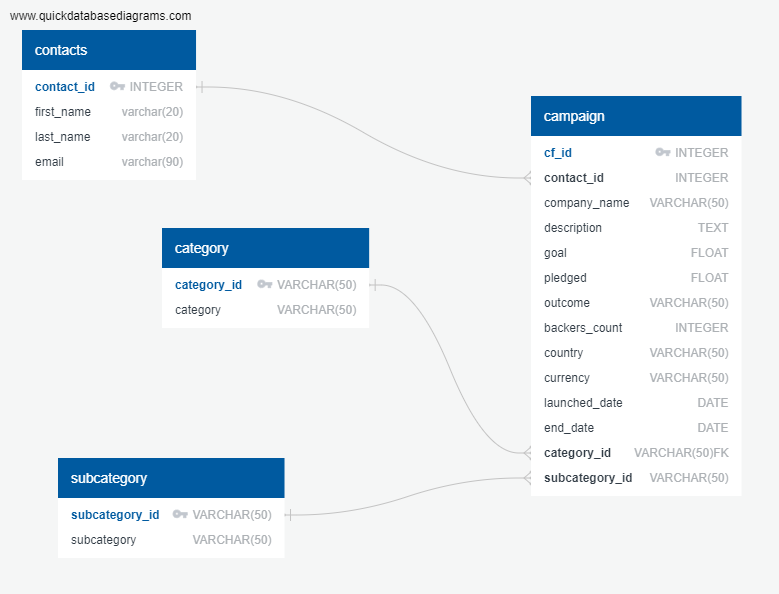 www.quickdatabasediagrams.com
contacts
contact_id INTEGER
first_name varchar(20)
last_name varchar(20)
email varchar(90)
campaign
cf_id INTEGER
contact_id INTEGER
company_name VARCHAR(50)
description TEXT
goal FLOAT
pledged FLOAT
outcome VARCHAR(50)
backers_count INTEGER
country VARCHAR(50)
currency VARCHAR(50)
launched_date DATE
end_date DATE
category_id VARCHAR(50)FK
subcategory_id VARCHAR(50)
category
category_id VARCHAR(50)
category VARCHAR(50)
subcategory
subcategory_id VARCHAR(50)
subcategory VARCHAR(50)